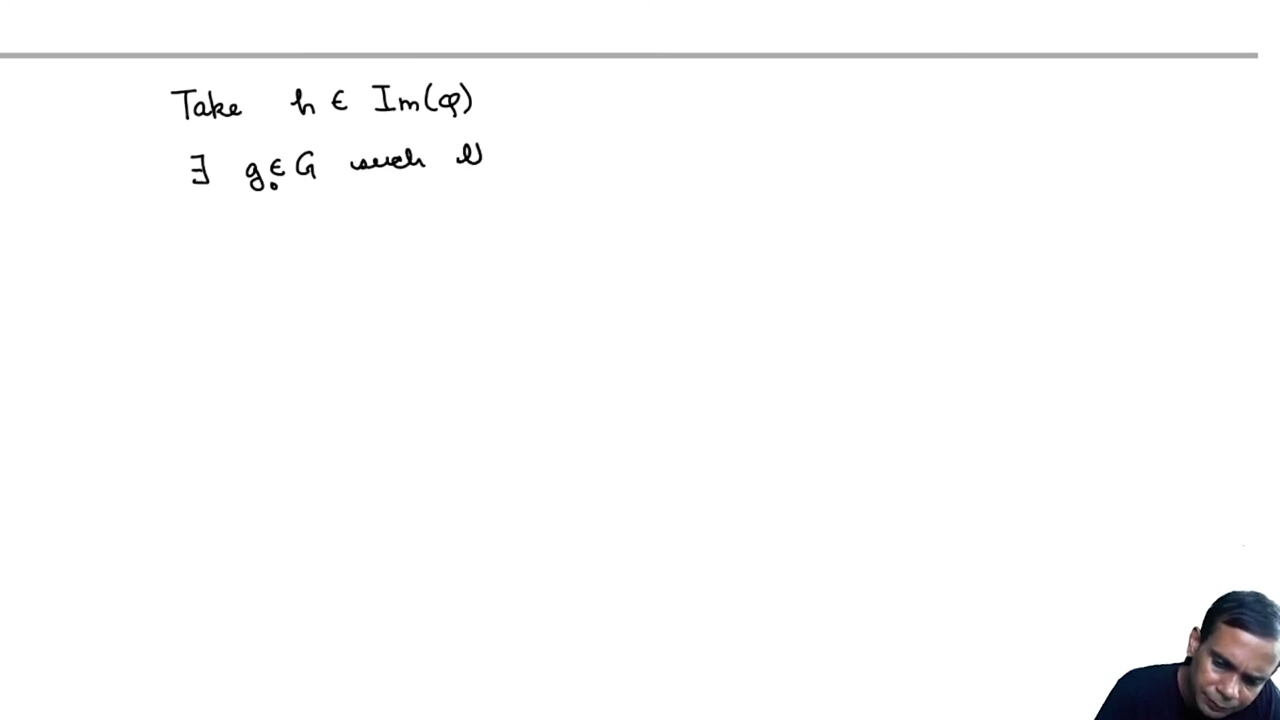 Take h ∈ Im(φ)
∃ g₀ ∈ G such